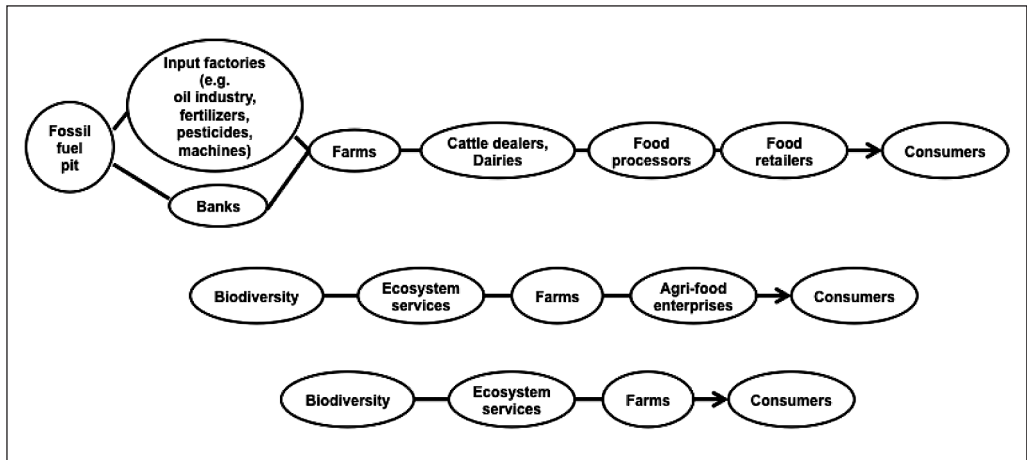 Fossil
fuel
pit
Input factories
(e.g.
oil industry,
fertilizers,
pesticides,
machines)
Banks
Farms
Cattle dealers,
Dairies
Food
processors
Food
retailers
Consumers
Biodiversity
Ecosystem
services
Farms
Agri-food
enterprises
Consumers
Biodiversity
Ecosystem
services
Farms
Consumers